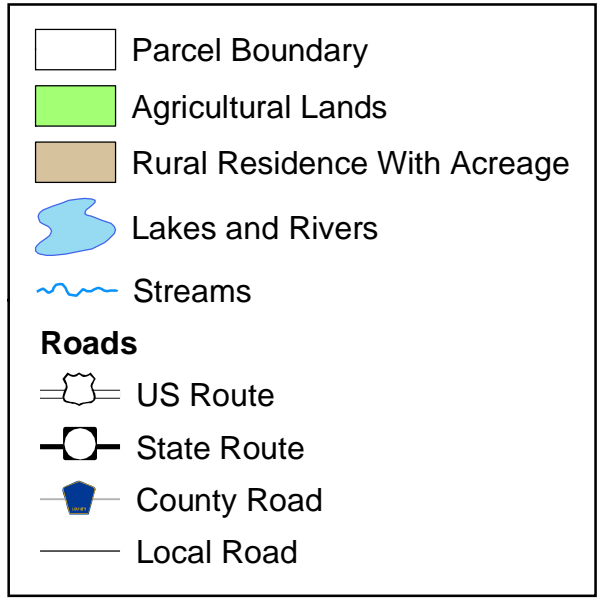 Parcel Boundary
Agricultural Lands
Rural Residence With Acreage
Lakes and Rivers
Streams
Roads
US Route
State Route
County Road
Local Road